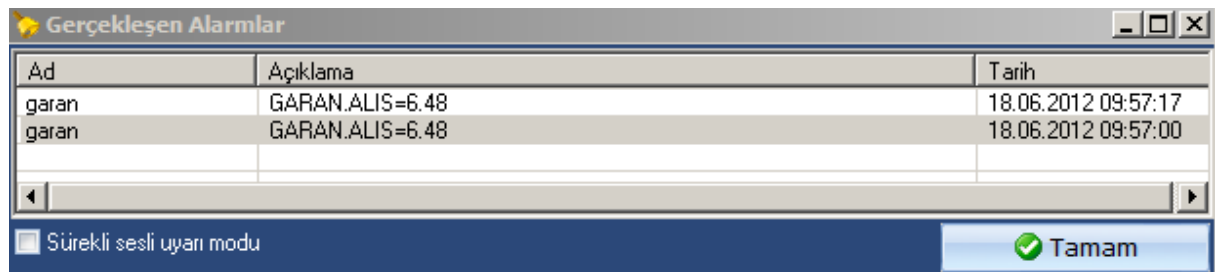 Gerçekleşen Alarmlar
Ad Açıklama Tarih
garan GARAN.ALIS=6.48 18.06.2012 09:57:17
garan GARAN.ALIS=6.48 18.06.2012 09:57:00
Sürekli sesli uyarı modu Tamam